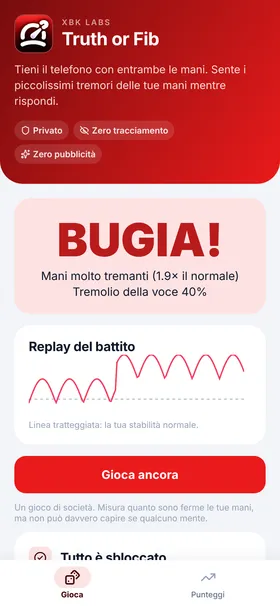 XBK LABS
Truth or Fib
Tieni il telefono con entrambe le mani. Sente i
piccolissimi tremori delle tue mani mentre
rispondi.
Privato
Zero tracciamento
Zero pubblicità
BUGIA!
Mani molto tremanti (1.9× il normale)
Tremolio della voce 40%
Replay del battito
Linea tratteggiata: la tua stabilità normale.
Gioca ancora
Un gioco di società. Misura quanto sono ferme le tue mani,
ma non può davvero capire se qualcuno mente.
Tutto è sbloccato
Gioca
Punteggi